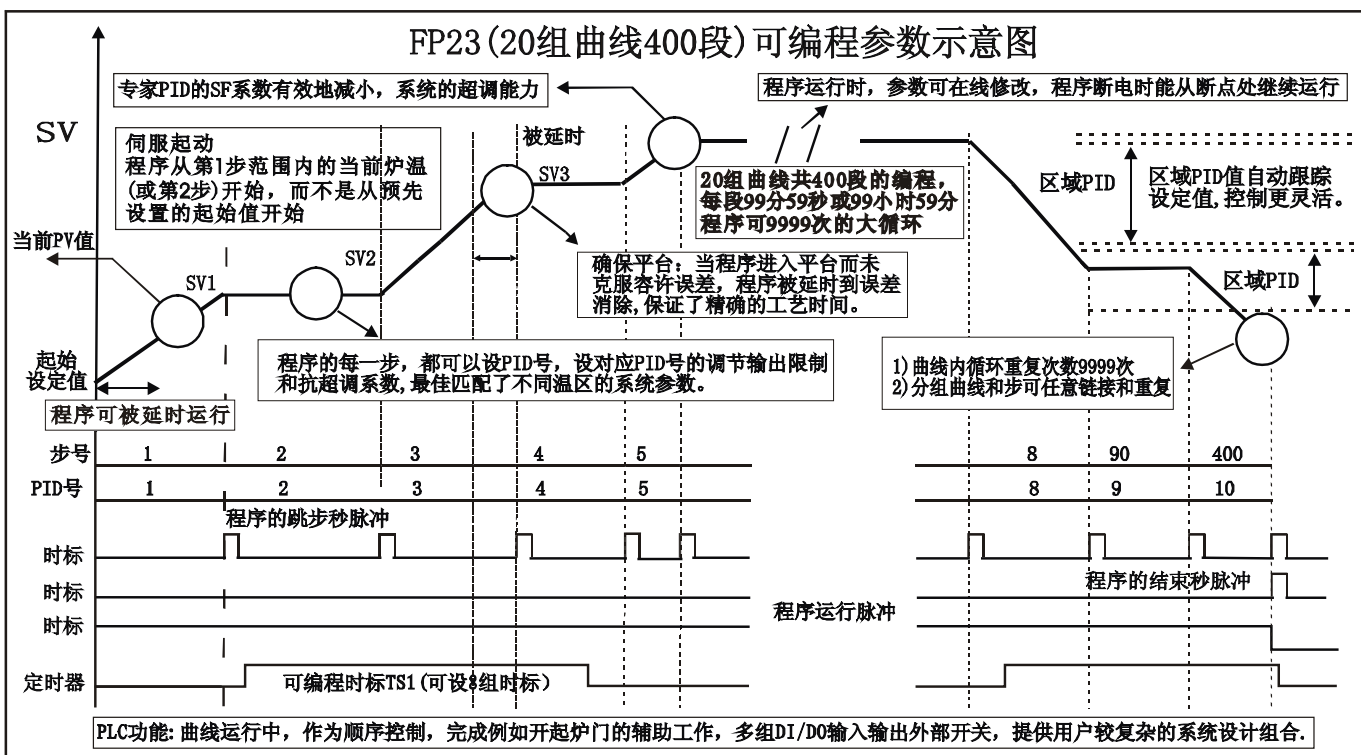 FP23(20组曲线400段)可编程参数示意图
专家PID的SF系数有效地减小，系统的超调能力
程序运行时，参数可在线修改，程序断电时能从断点处继续运行
SV
伺服起动
程序从第1步范围内的当前炉温
(或第2步)开始，而不是从预先
设置的起始值开始
被延时
SV3
20组曲线共400段的编程，
每段99分59秒或99小时59分
程序可9999次的大循环
区域PID
区域PID值自动跟踪
设定值,控制更灵活。
当前PV值
SV1
SV2
确保平台：当程序进入平台而未
克服容许误差，程序被延时到误差
消除,保证了精确的工艺时间。
区域PID
起始
设定值
程序可被延时运行
程序的每一步，都可以设PID号，设对应PID号的调节输出限制
和抗超调系数,最佳匹配了不同温区的系统参数。
1)曲线内循环重复次数9999次
2)分组曲线和步可任意链接和重复
步号 1 2 3 4 5 8 90 400
PID号 1 2 3 4 5 8 9 10
程序的跳步秒脉冲
时标
程序的结束秒脉冲
时标
程序运行脉冲
时标
定时器
可编程时标TS1(可设8组时标)
PLC功能:曲线运行中，作为顺序控制，完成例如开起炉门的辅助工作，多组DI/DO输入输出外部开关，提供用户较复杂的系统设计组合.